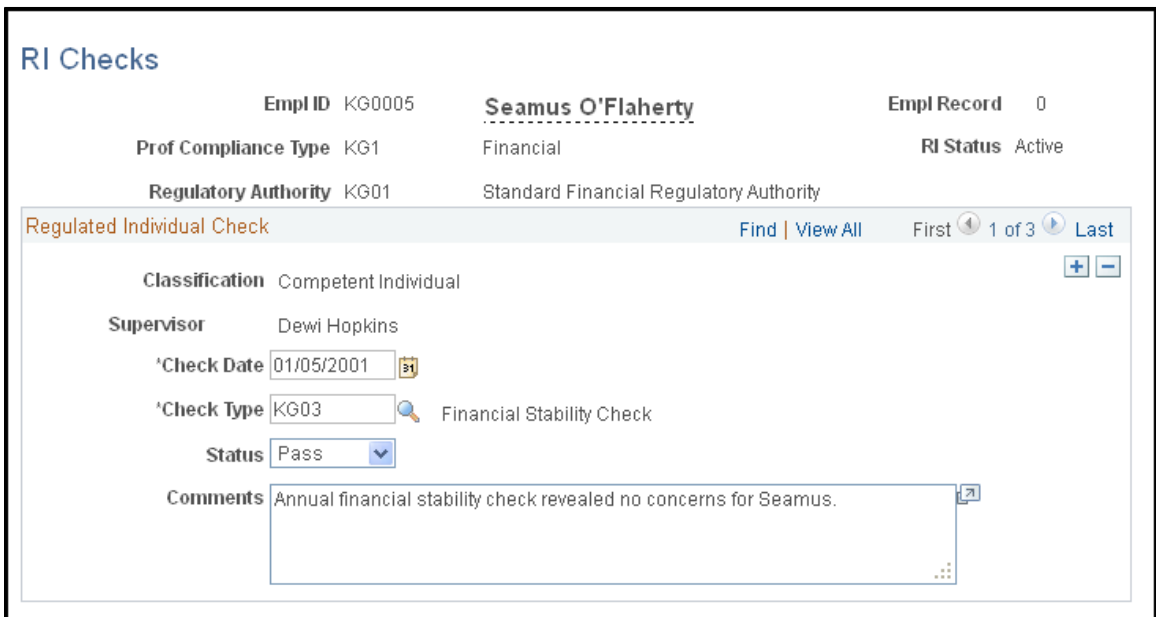 RI Checks
Empl ID KG0005 Seamus O'Flaherty Empl Record 0
Prof Compliance Type KG1 Financial RI Status Active
Regulatory Authority KG01 Standard Financial Regulatory Authority
Regulated Individual Check Find | View All First 1 of 3 Last
Classification Competent Individual
Supervisor Dewi Hopkins
*Check Date 01/05/2001 31
*Check Type KG03 Financial Stability Check
Status Pass
Comments Annual financial stability check revealed no concerns for Seamus.